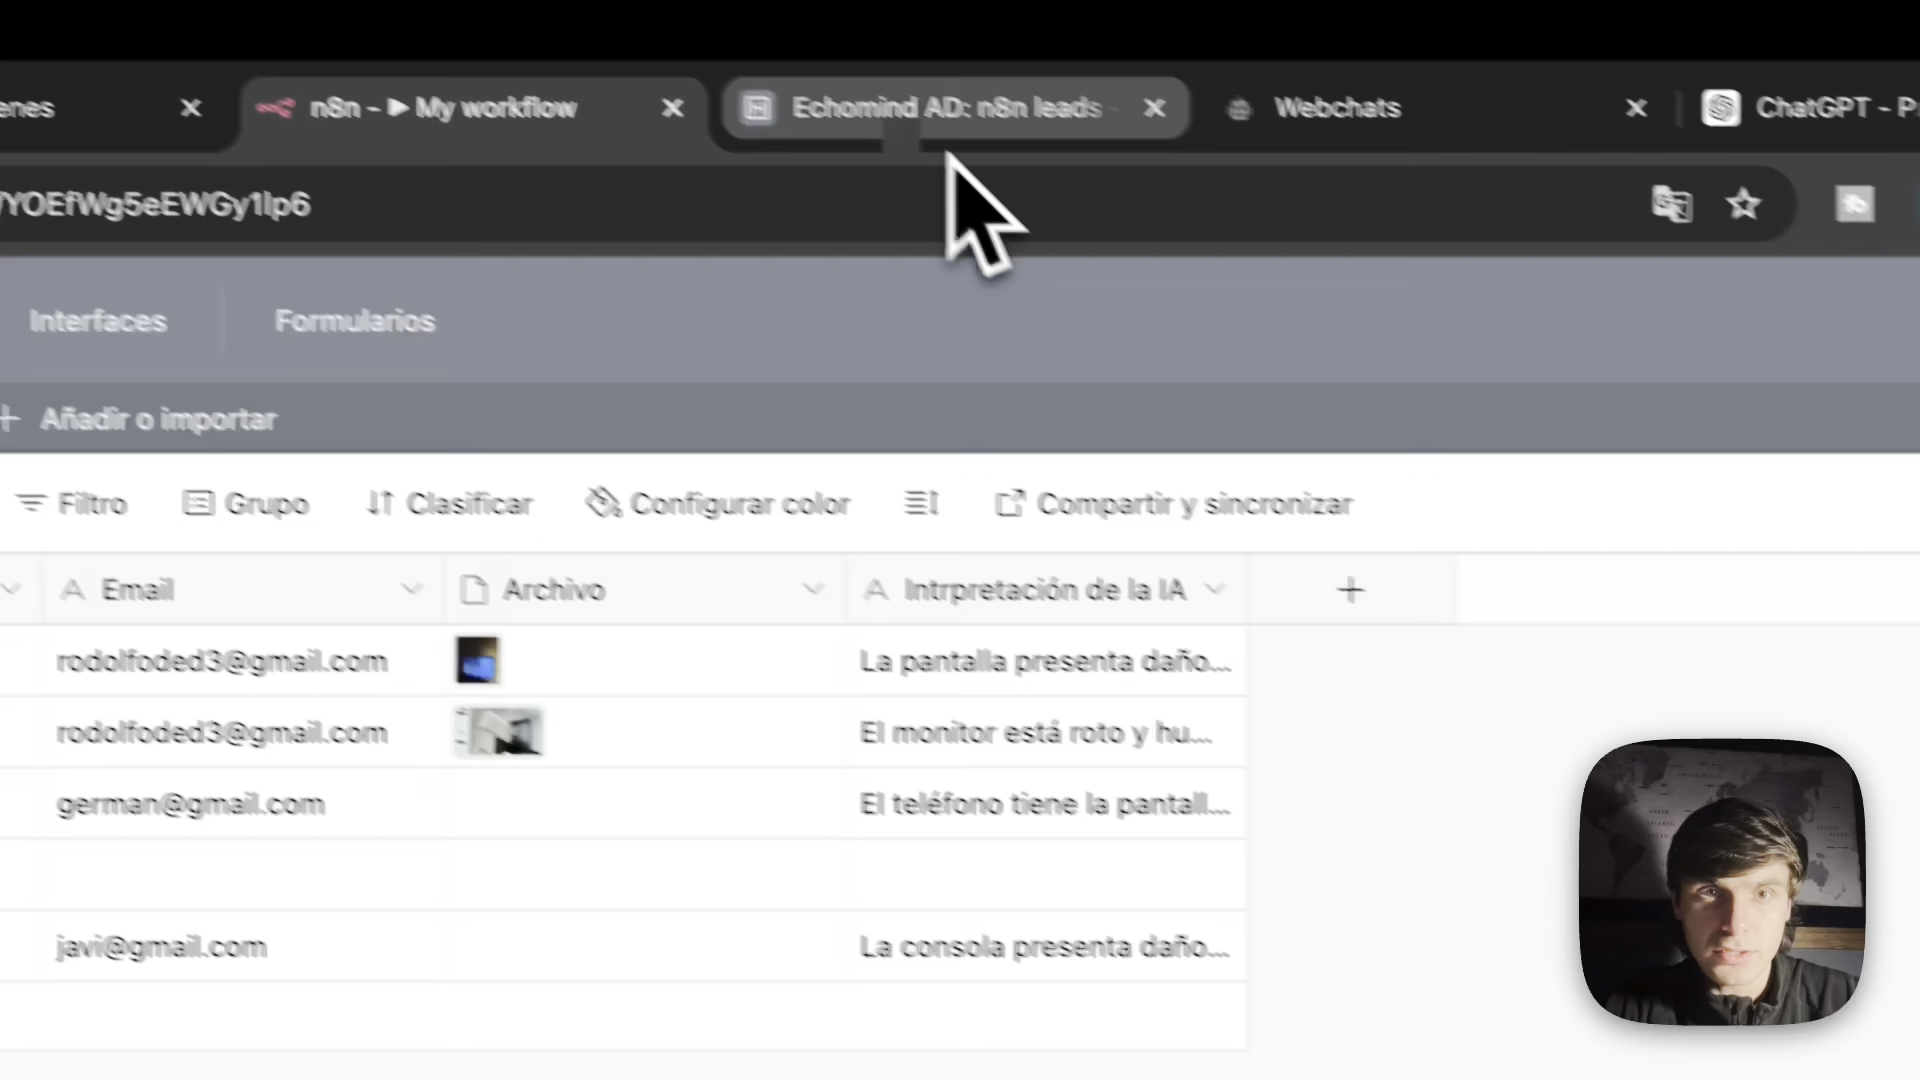 enes
n8n - ▶ My workflow
Echomind AD: n8n leads -
Webchats
ChatGPT - P
/YOEfWg5eEWGy1lp6
Interfaces
Formularios
+ Añadir o importar
Filtro
Grupo
Clasificar
Configurar color
Compartir y sincronizar
Email
Archivo
Intrpretación de la IA
+
rodolfoded3@gmail.com
La pantalla presenta daño...
rodolfoded3@gmail.com
El monitor está roto y hu...
german@gmail.com
El teléfono tiene la pantall...
javi@gmail.com
La consola presenta daño...